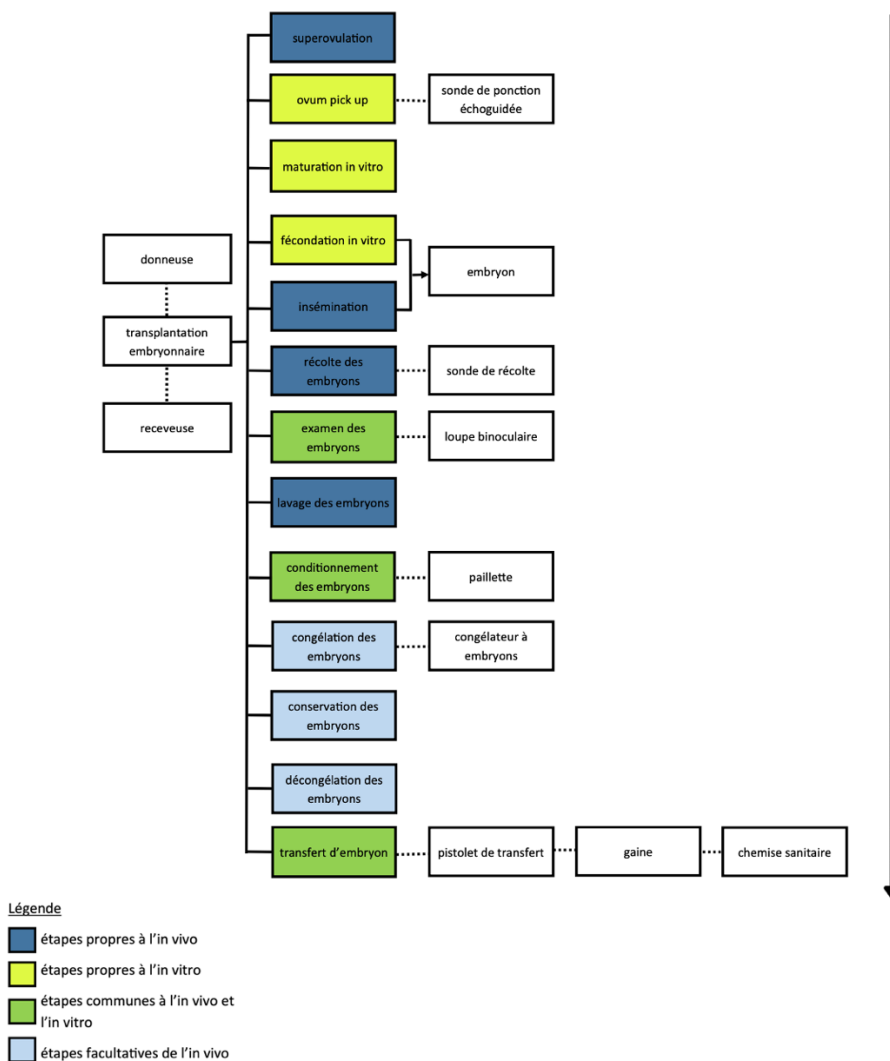 superovulation
ovum pick up
sonde de ponction
échoguidée
maturation in vitro
fécondation in vitro
donneuse
embryon
insémination
transplantation
embryonnaire
récolte des
embryons
sonde de récolte
receveuse
examen des
embryons
loupe binoculaire
lavage des embryons
conditionnement
des embryons
paillette
congélation des
embryons
congélateur à
embryons
conservation des
embryons
décongélation des
embryons
transfert d'embryon
pistolet de transfert
gaine
chemise sanitaire
Légende
étapes propres à l'in vivo
étapes propres à l'in vitro
étapes communes à l'in vivo et
l'in vitro
étapes facultatives de l'in vivo